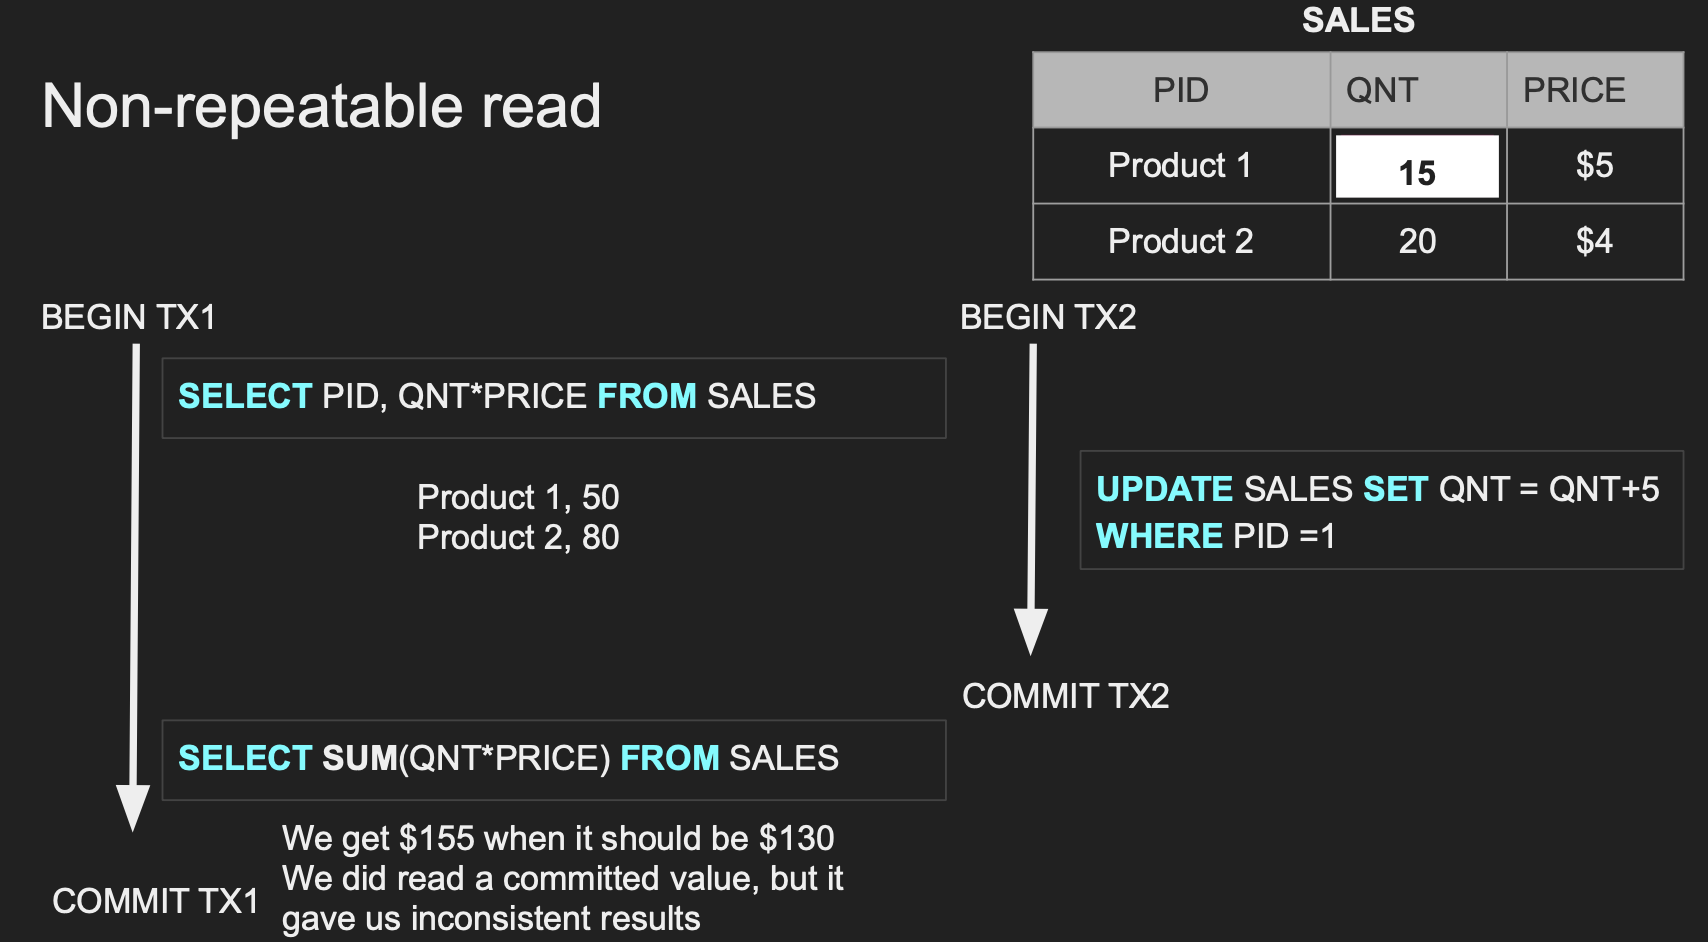 SALES
Non-repeatable read
PID QNT PRICE
Product 1 15 $5
Product 2 20 $4
BEGIN TX1
BEGIN TX2
SELECT PID, QNT*PRICE FROM SALES
Product 1, 50
Product 2, 80
UPDATE SALES SET QNT = QNT+5
WHERE PID =1
COMMIT TX2
SELECT SUM(QNT*PRICE) FROM SALES
We get $155 when it should be $130
We did read a committed value, but it
gave us inconsistent results
COMMIT TX1